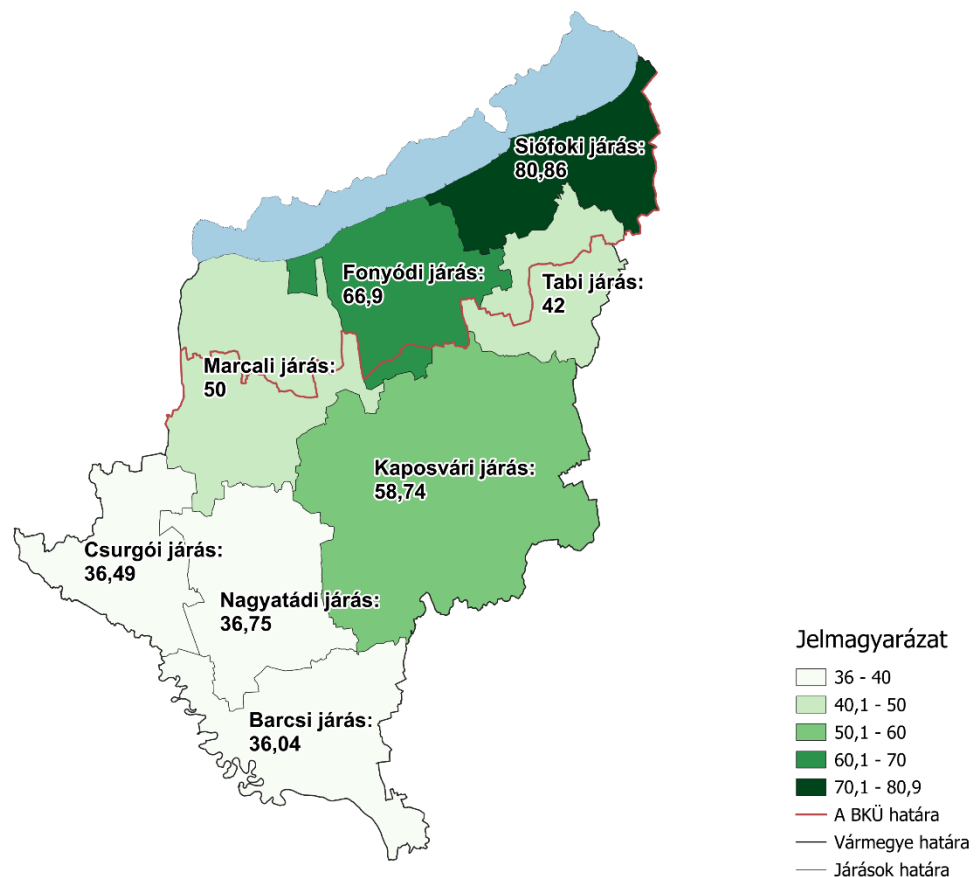 Siófoki járás:
80,86
Fonyódi járás:
66,9
Tabi járás:
42
Marcali járás:
50
Kaposvári járás:
58,74
Csurgói járás:
36,49
Nagyatádi járás:
36,75
Barcsi járás:
36,04
Jelmagyarázat
36 - 40
40,1 - 50
50,1 - 60
60,1 - 70
70,1 - 80,9
A BKÜ határa
Vármegye határa
Járások határa